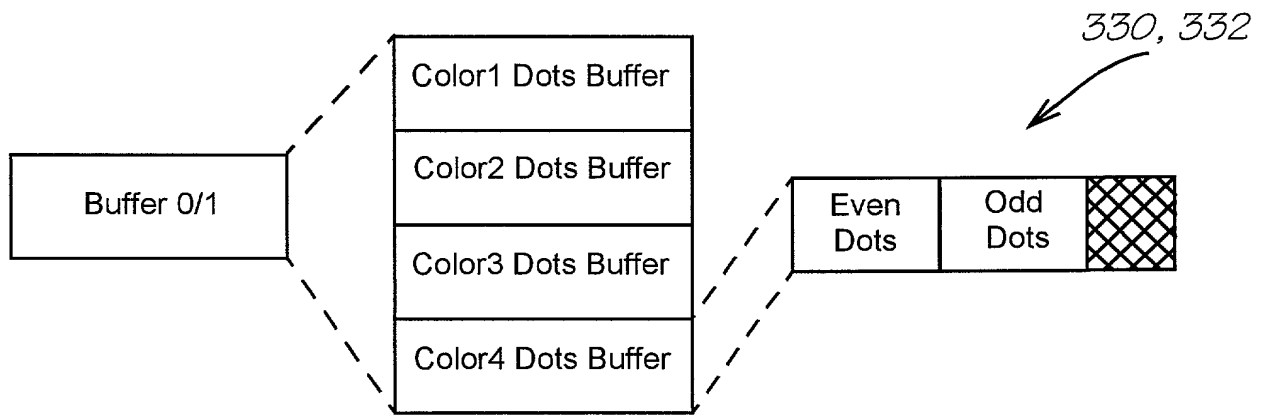 330, 332
Color1 Dots Buffer
Color2 Dots Buffer
Buffer 0/1
Even
Dots
Odd
Dots
Color3 Dots Buffer
Color4 Dots Buffer